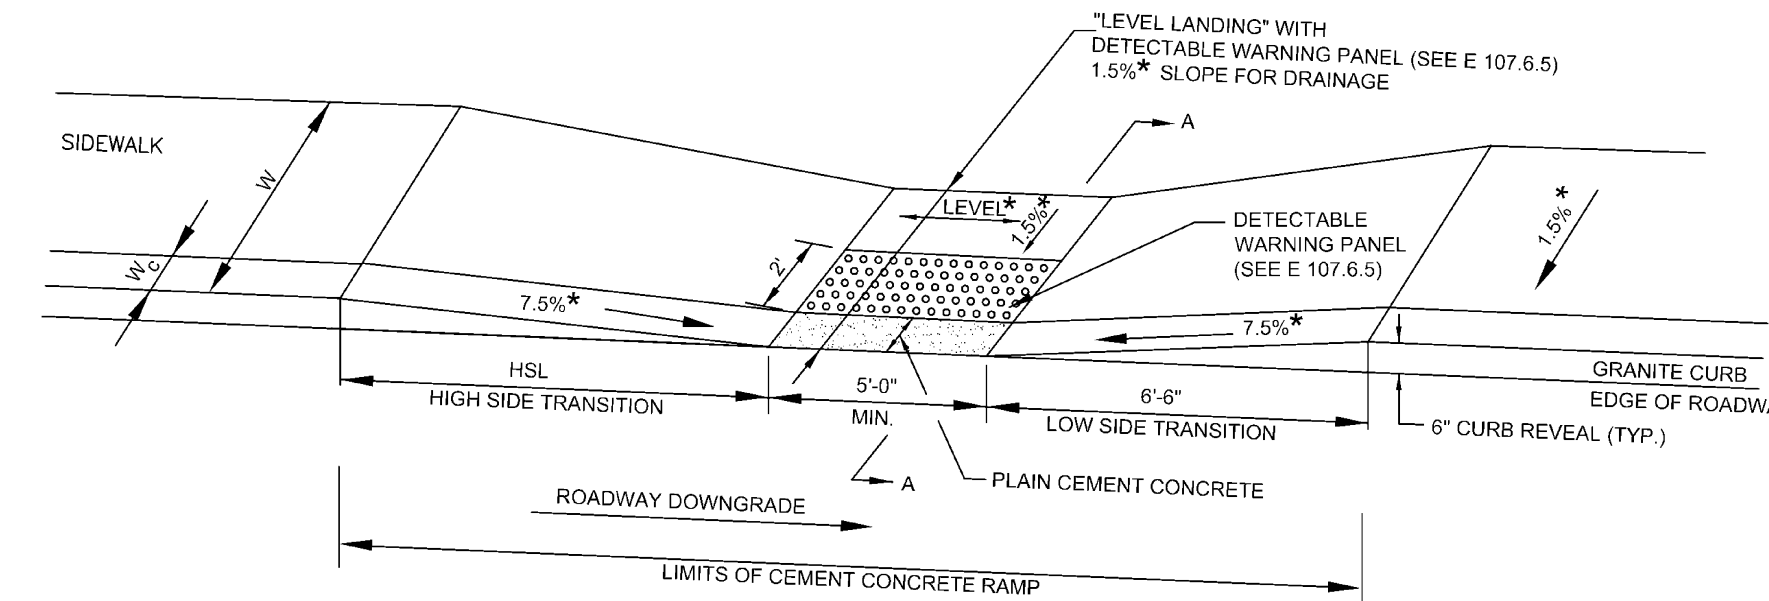 "LEVEL LANDING" WITH
DETECTABLE WARNING PANEL (SEE E 107.6.5)
1.5%* SLOPE FOR DRAINAGE
A
SIDEWALK
W
LEVEL*
1.5%*
1.5%*
DETECTABLE
WARNING PANEL
(SEE E 107.6.5)
Wc
2'
7.5%*
7.5%*
HSL
HIGH SIDE TRANSITION
5'-0"
MIN.
6'-6"
LOW SIDE TRANSITION
GRANITE CURB
EDGE OF ROADWA
6" CURB REVEAL (TYP.)
A
PLAIN CEMENT CONCRETE
ROADWAY DOWNGRADE
LIMITS OF CEMENT CONCRETE RAMP